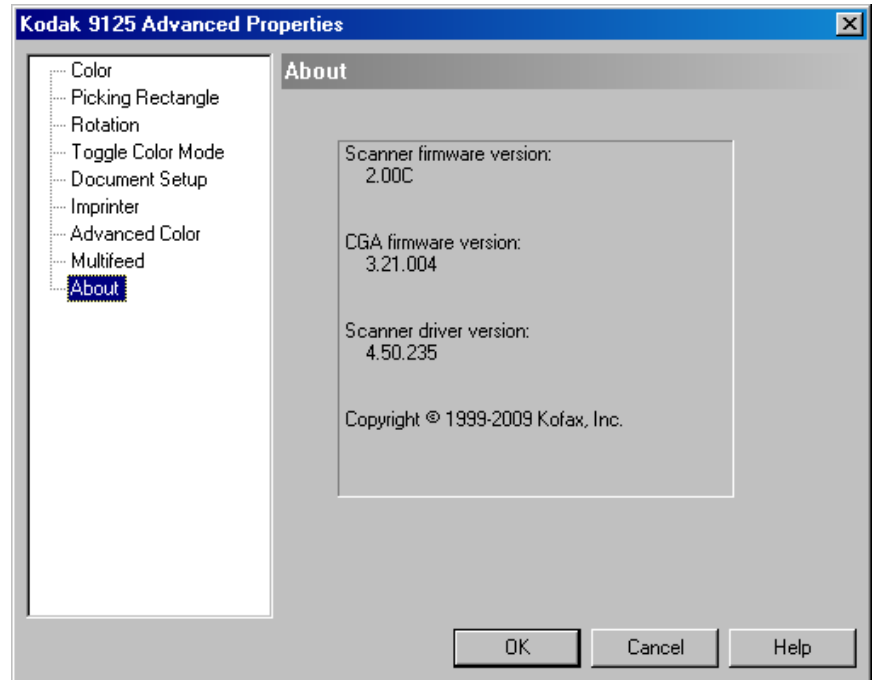 Kodak 9125 Advanced Properties
Color
Picking Rectangle
Rotation
Toggle Color Mode
Document Setup
Imprinter
Advanced Color
Multifeed
About
About
Scanner firmware version:
2.00C
CGA firmware version:
3.21.004
Scanner driver version:
4.50.235
Copyright © 1999-2009 Kofax, Inc.
OK
Cancel
Help